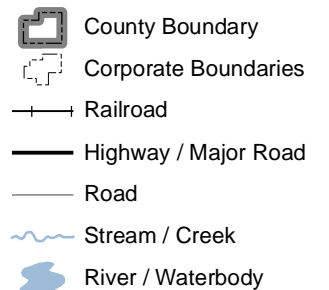 County Boundary
Corporate Boundaries
Railroad
Highway / Major Road
Road
Stream / Creek
River / Waterbody